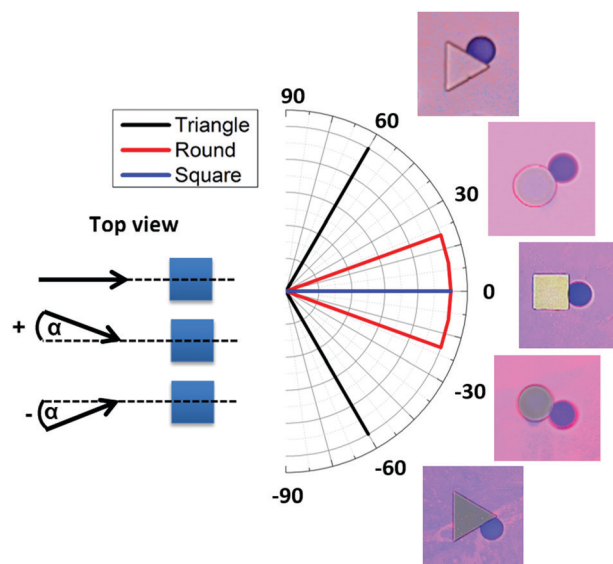 90
60
30
0
-30
-60
-90
Triangle
Round
Square
Top view
+
α
-
α